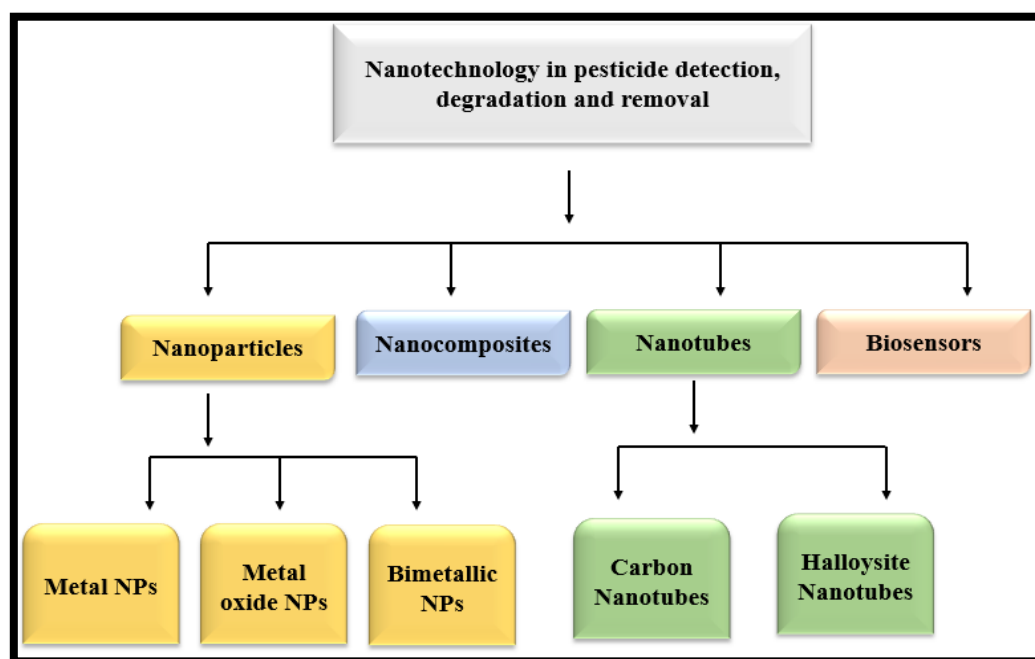 Nanotechnology in pesticide detection,
degradation and removal
Nanoparticles
Nanocomposites
Nanotubes
Biosensors
Metal NPs
Metal
oxide NPs
Bimetallic
NPs
Carbon
Nanotubes
Halloysite
Nanotubes